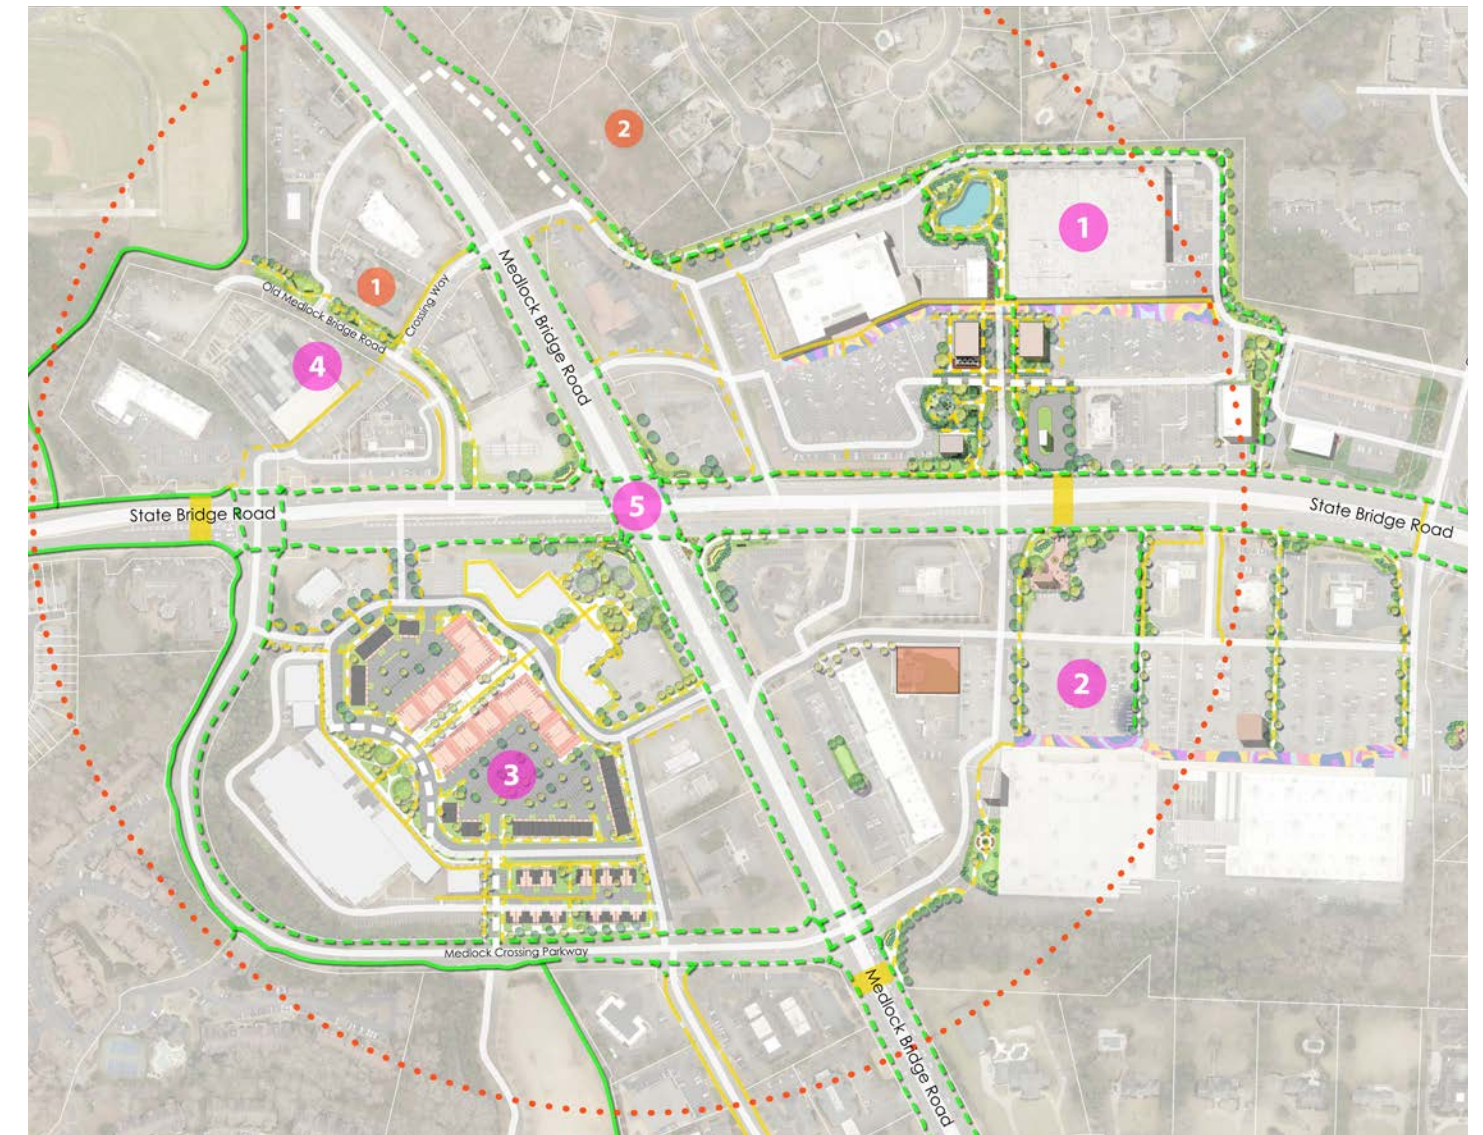 2
1
Medlock Bridge Road
1
Crossing Way
Old Medlock Bridge Road
4
5
State Bridge Road
State Bridge Road
2
3
Medlock Crossing Parkway
Medlock Bridge Road